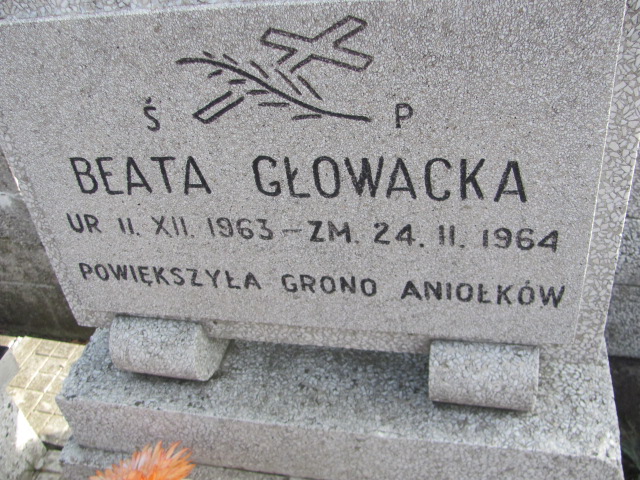 Ś P
BEATA GŁOWACKA
UR 11. XII. 1963 – ZM. 24. II. 1964
POWIĘKSZYŁA GRONO ANIOŁKÓW